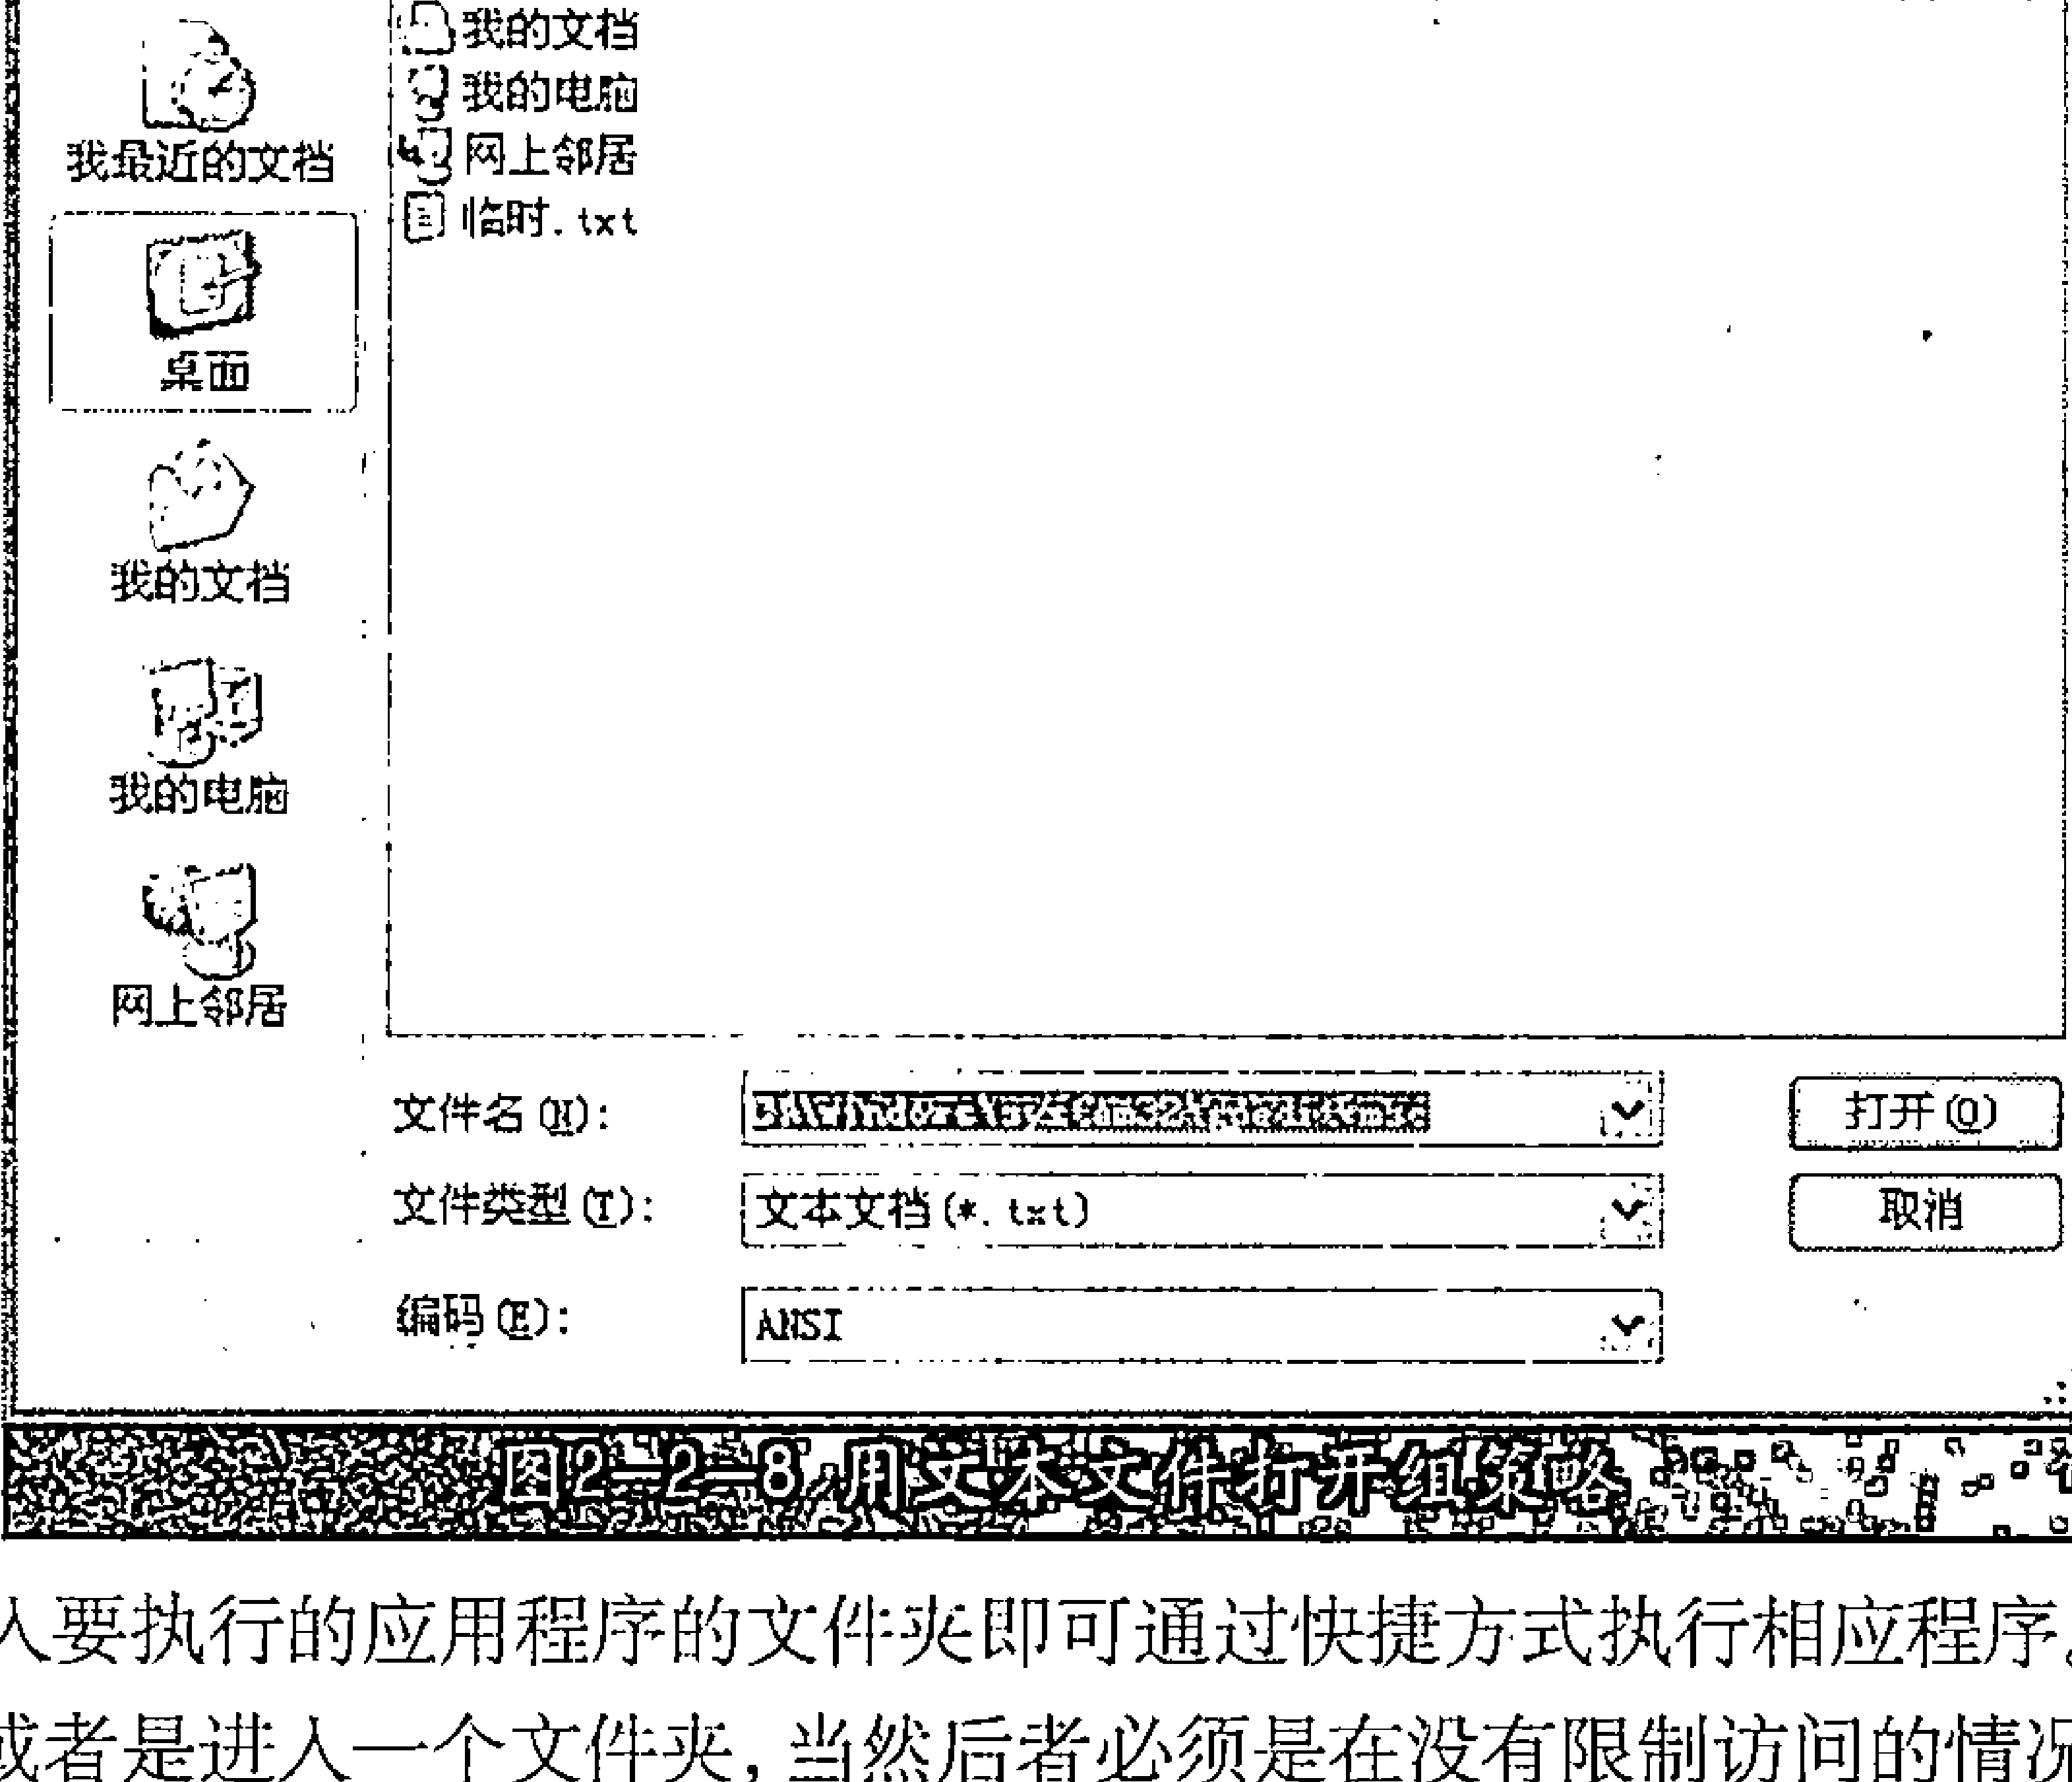 我的文档
我的电脑
网上邻居
临时.txt
我最近的文档
桌面
我的文档
我的电脑
网上邻居
文件名(N):
打开(O)
文件类型(T): 文本文档(*.txt)
取消
编码(E): ANSI
图2-2-8 用文本文件打开组策略
入要执行的应用程序的文件夹即可通过快捷方式执行相应程序。
或者是进入一个文件夹,当然后者必须是在没有限制访问的情况